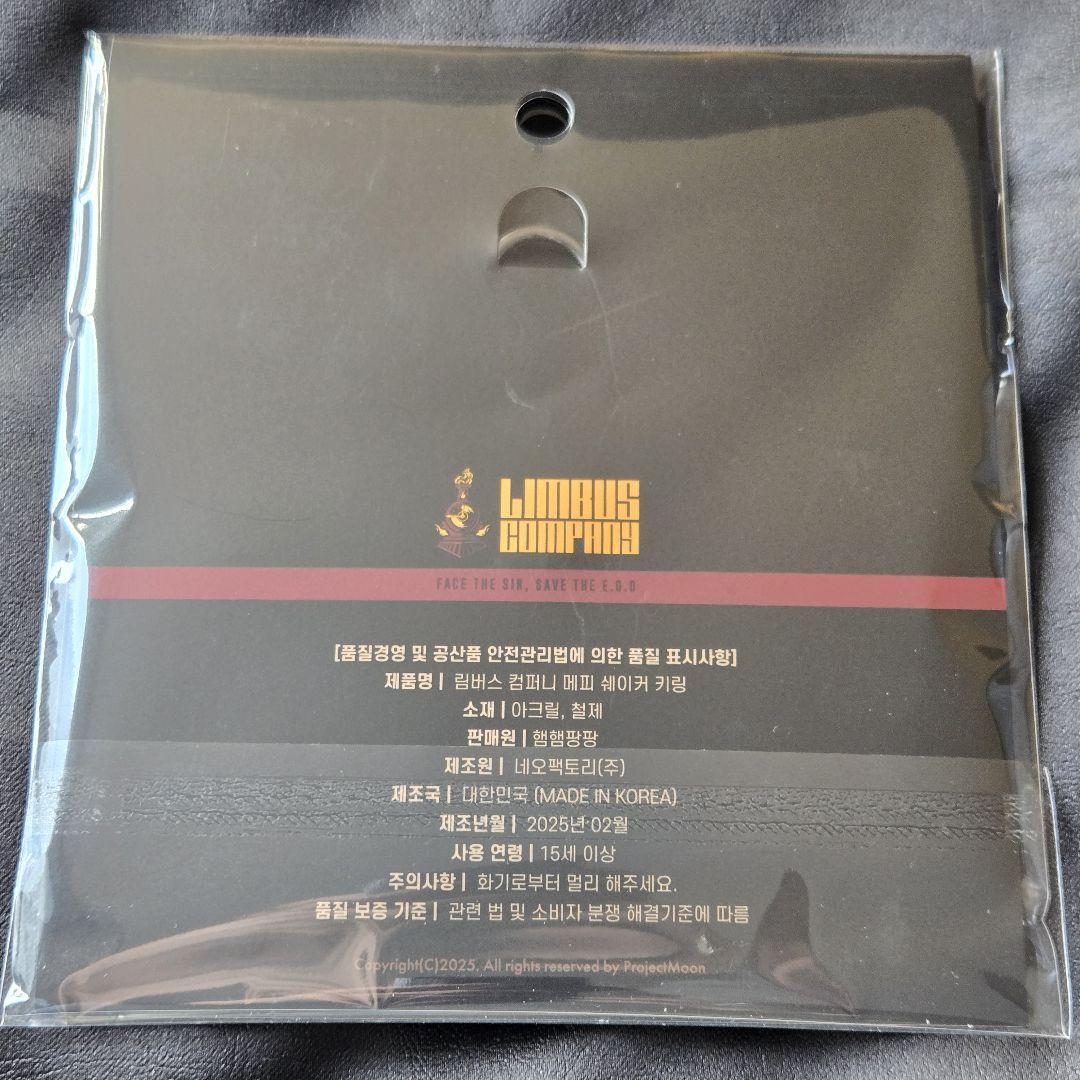 LIMBUS
COMPANY
FACE THE SIN, SAVE THE E.G.O
[품질경영 및 공산품 안전관리법에 의한 품질 표시사항]
제품명 | 림버스 컴퍼니 메피 쉐이커 키링
소재 | 아크릴, 철제
판매원 | 햄햄팡팡
제조원 | 네오팩토리(주)
제조국 | 대한민국 (MADE IN KOREA)
제조년월 | 2025년 02월
사용 연령 | 15세 이상
주의사항 | 화기로부터 멀리 해주세요.
품질 보증 기준 | 관련 법 및 소비자 분쟁 해결기준에 따름
Copyright(C)2025. All rights reserved by ProjectMoon